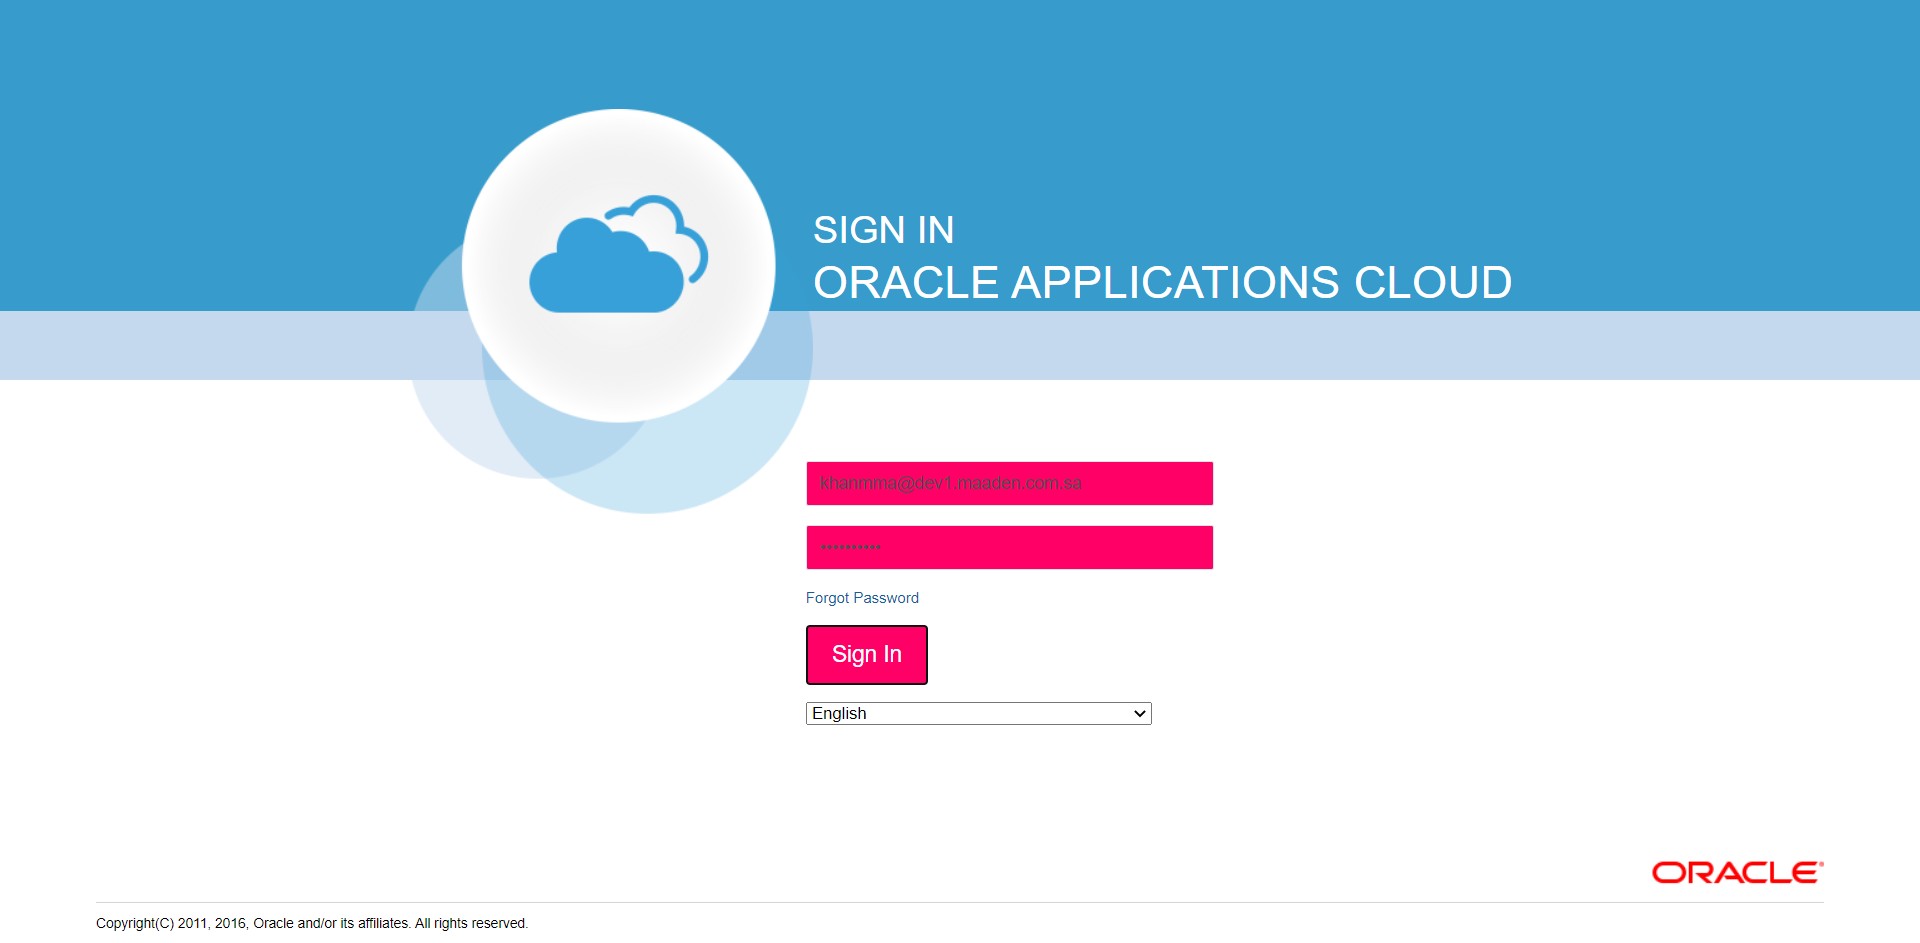 SIGN IN
ORACLE APPLICATIONS CLOUD
khanmma@dev1.maaden.com.sa
••••••••••
Forgot Password
Sign In
English
ORACLE®
Copyright(C) 2011, 2016, Oracle and/or its affiliates. All rights reserved.